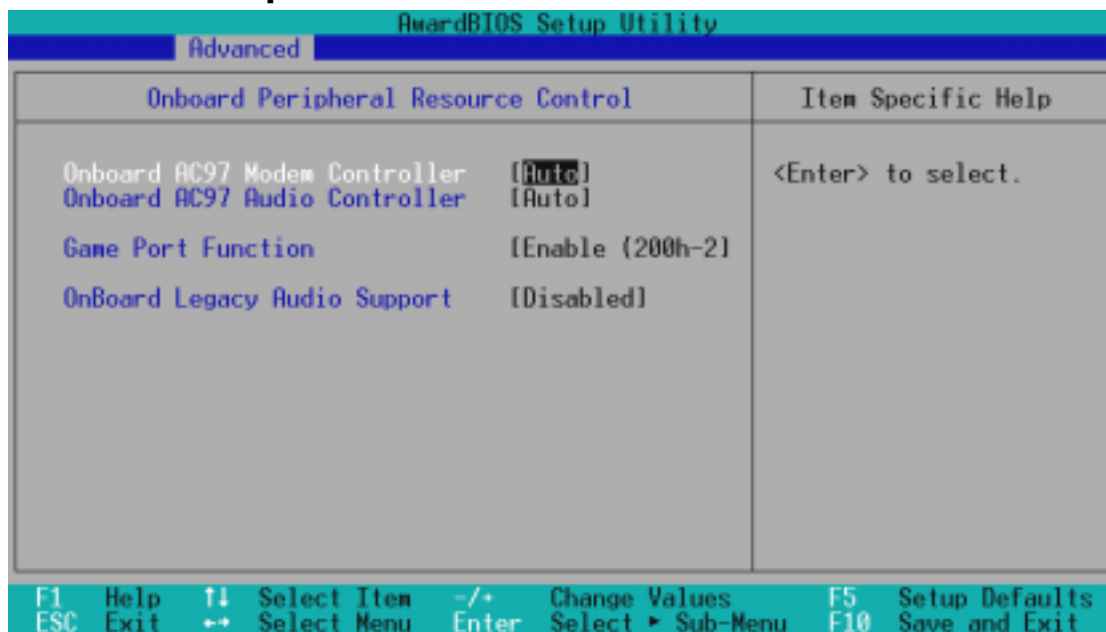 AwardBIOS Setup Utility
Advanced
Onboard Peripheral Resource Control
Item Specific Help
Onboard AC97 Modem Controller [Auto]
<Enter> to select.
Onboard AC97 Audio Controller [Auto]
Game Port Function [Enable (200h-2]
OnBoard Legacy Audio Support [Disabled]
F1 Help ↑↓ Select Item -/+ Change Values F5 Setup Defaults
ESC Exit ←→ Select Menu Enter Select ► Sub-Menu F10 Save and Exit